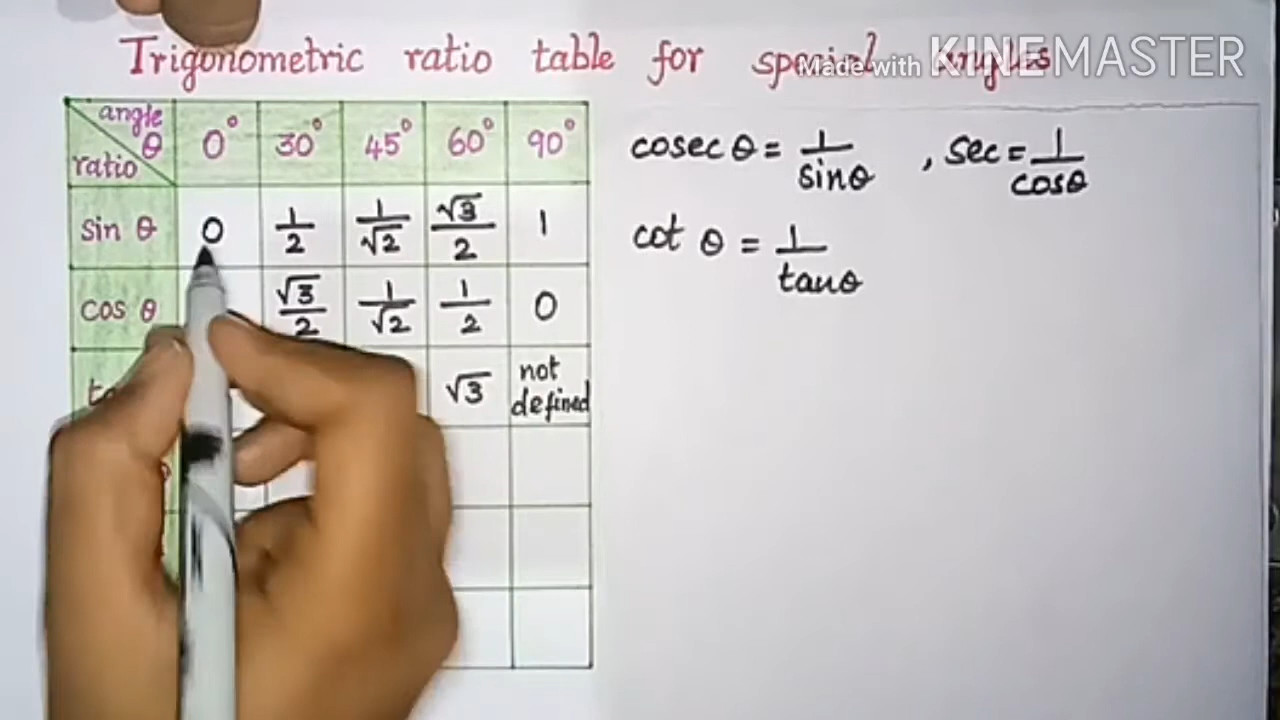 Trigonometric ratio table for special angles
Made with KINEMASTER
angle θ
ratio
0° 30° 45° 60° 90°
sin θ 0 1/2 1/√2 √3/2 1
cos θ √3/2 1/√2 1/2 0
√3 not defined
cosec θ = 1/sinθ , sec = 1/cosθ
cot θ = 1/tanθ